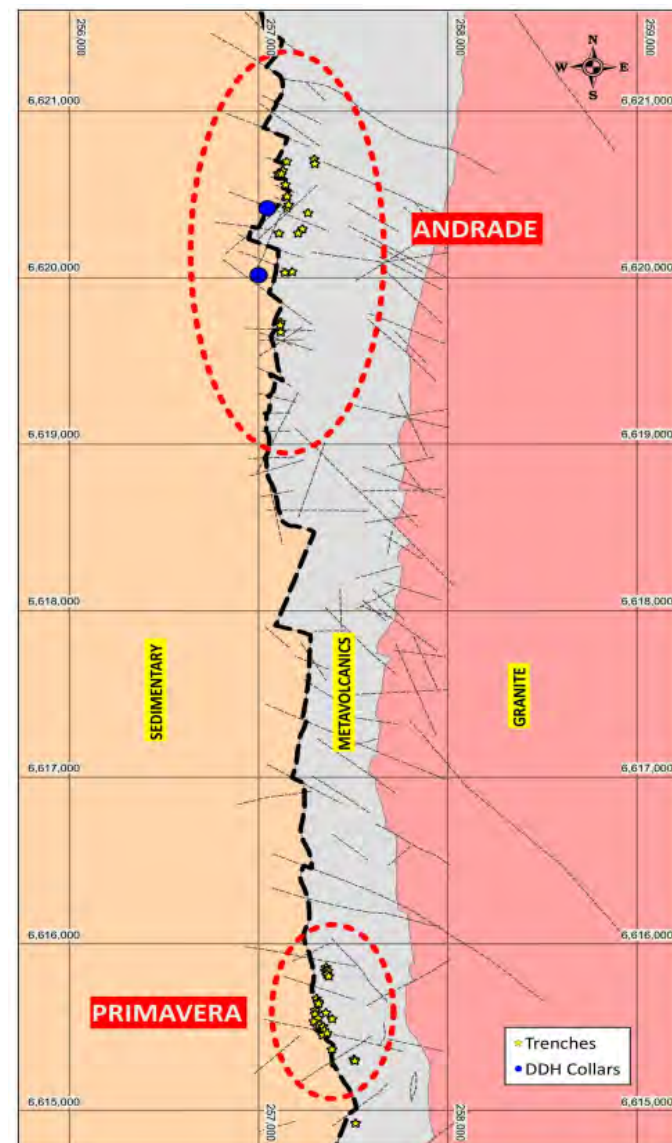 256,000
257,000
258,000
259,000
N
W
E
S
6,621,000
6,621,000
ANDRADE
6,620,000
6,620,000
6,619,000
6,619,000
6,618,000
6,618,000
SEDIMENTARY
METAVOLCANICS
GRANITE
6,617,000
6,617,000
6,616,000
6,616,000
PRIMAVERA
Trenches
DDH Collars
6,615,000
6,615,000
257,000
258,000